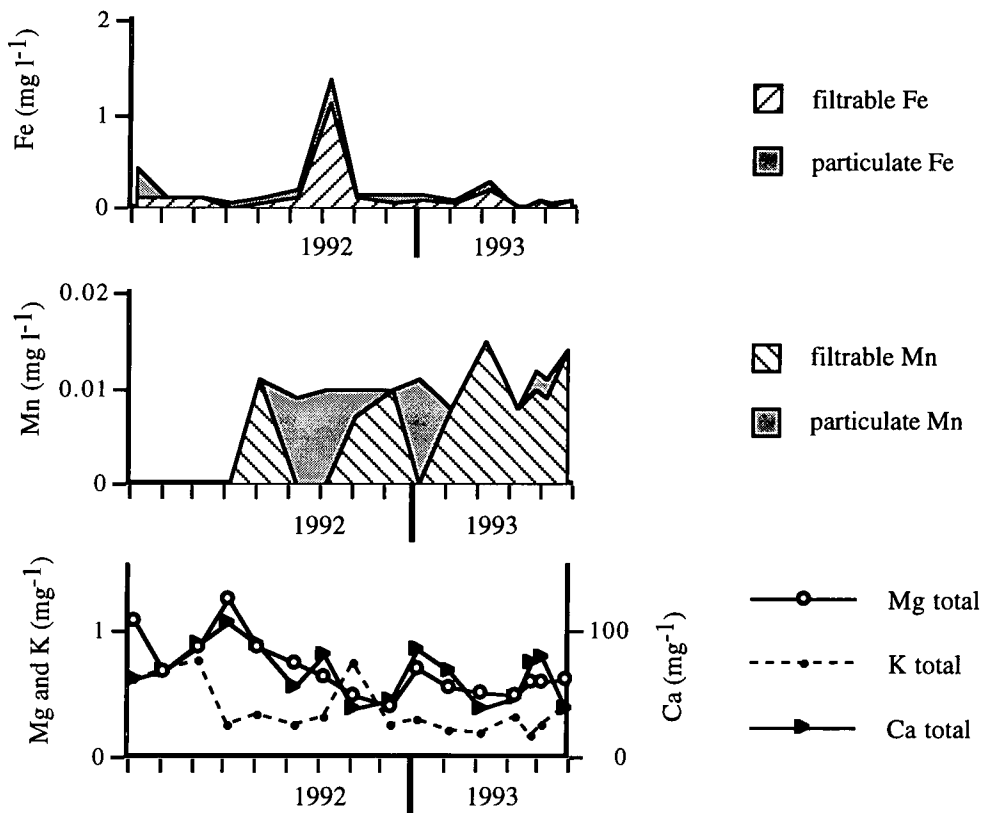 Fe (mg l-1)
2
1
0
1992
1993
filtrable Fe
particulate Fe
Mn (mg l-1)
0.02
0.01
0
1992
1993
filtrable Mn
particulate Mn
Mg and K (mg-1)
1
0
100
0
Ca (mg-1)
1992
1993
Mg total
K total
Ca total